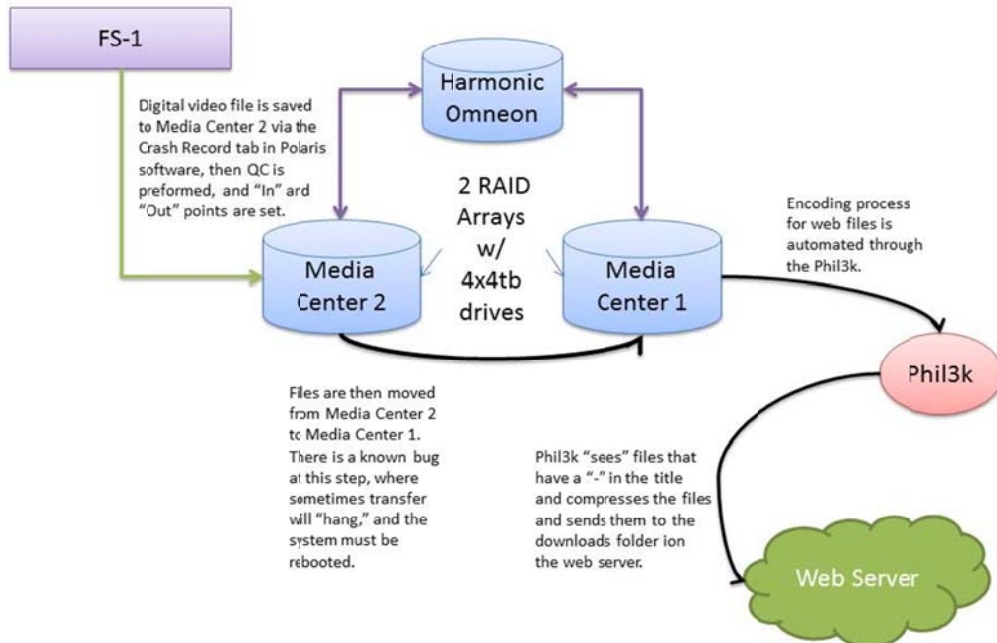 FS-1
Digital video file is saved
to Media Center 2 via the
Crash Record tab in Polaris
software, then QC is
preformed, and “In” ard
“Out” points are set.
Harmonic
Omneon
2 RAID
Arrays
w/
4x4tb
drives
Media
Center 2
Media
Center 1
Encoding process
for web files is
automated through
the Phil3k.
Phil3k
Files are then moved
from Media Center 2
to Media Center 1.
There is a known bug
at this step, where
sometimes transfer
will “hang,” and the
system must be
rebooted.
Phil3k “sees” files that
have a “-” in the title
and compresses the files
and sends them to the
downloads folder ion
the web server.
Web Server